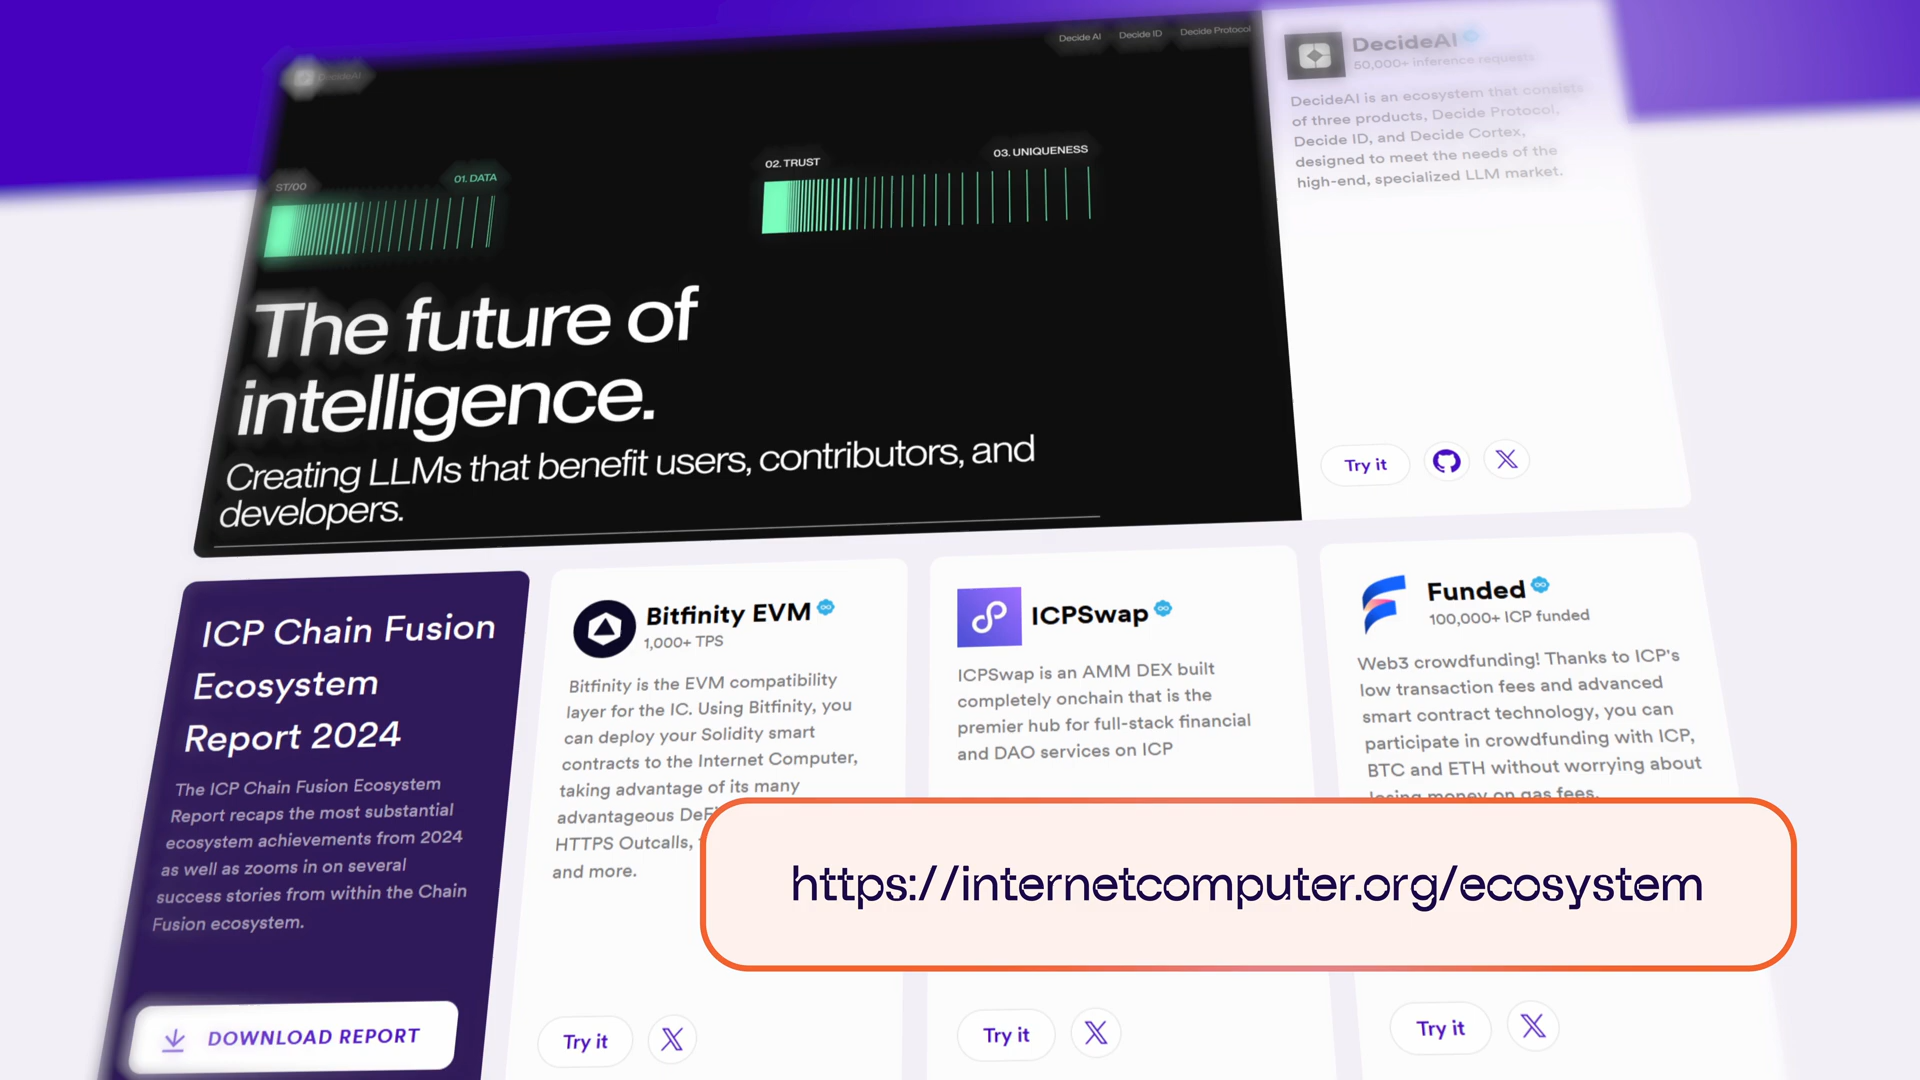 DecideAI
Decide AI
Decide ID
Decide Protocol
ST/00
01. DATA
02. TRUST
03. UNIQUENESS
The future of
intelligence.
Creating LLMs that benefit users, contributors, and
developers.
DecideAI
50,000+ inference requests
DecideAI is an ecosystem that consists
of three products, Decide Protocol,
Decide ID, and Decide Cortex,
designed to meet the needs of the
high-end, specialized LLM market.
Try it
ICP Chain Fusion
Ecosystem
Report 2024
The ICP Chain Fusion Ecosystem
Report recaps the most substantial
ecosystem achievements from 2024
as well as zooms in on several
success stories from within the Chain
Fusion ecosystem.
DOWNLOAD REPORT
Bitfinity EVM
1,000+ TPS
Bitfinity is the EVM compatibility
layer for the IC. Using Bitfinity, you
can deploy your Solidity smart
contracts to the Internet Computer,
taking advantage of its many
advantageous DeF
HTTPS Outcalls,
and more.
Try it
ICPSwap
ICPSwap is an AMM DEX built
completely onchain that is the
premier hub for full-stack financial
and DAO services on ICP
Try it
Funded
100,000+ ICP funded
Web3 crowdfunding! Thanks to ICP's
low transaction fees and advanced
smart contract technology, you can
participate in crowdfunding with ICP,
BTC and ETH without worrying about
losing money on gas fees.
Try it
https://internetcomputer.org/ecosystem